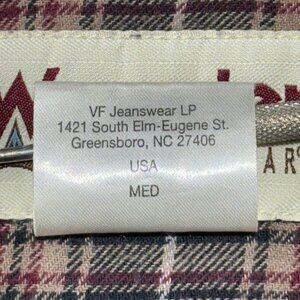 VF Jeanswear LP
1421 South Elm-Eugene St.
Greensboro, NC 27406
USA
MED